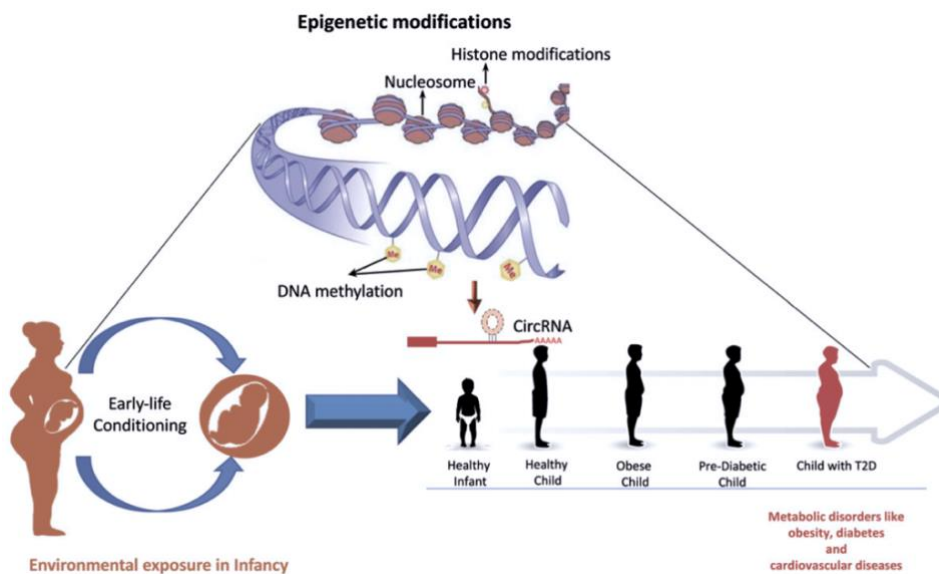 Epigenetic modifications
Histone modifications
Nucleosome
Me
Me
Me
DNA methylation
CircRNA
AAAAA
Early-life
Conditioning
Healthy
Infant
Healthy
Child
Obese
Child
Pre-Diabetic
Child
Child with T2D
Metabolic disorders like
obesity, diabetes
and
cardiovascular diseases
Environmental exposure in Infancy